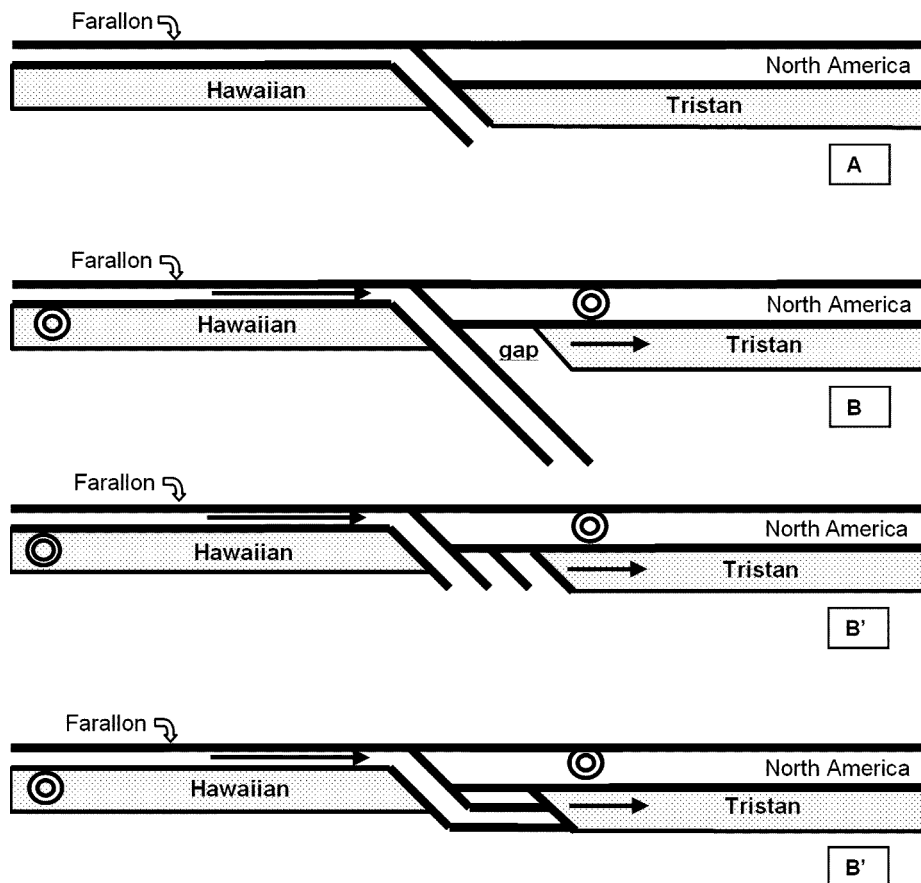 Farallon
North America
Hawaiian
Tristan
A
Farallon
North America
Hawaiian
gap
Tristan
B
Farallon
North America
Hawaiian
Tristan
B’
Farallon
North America
Hawaiian
Tristan
B’